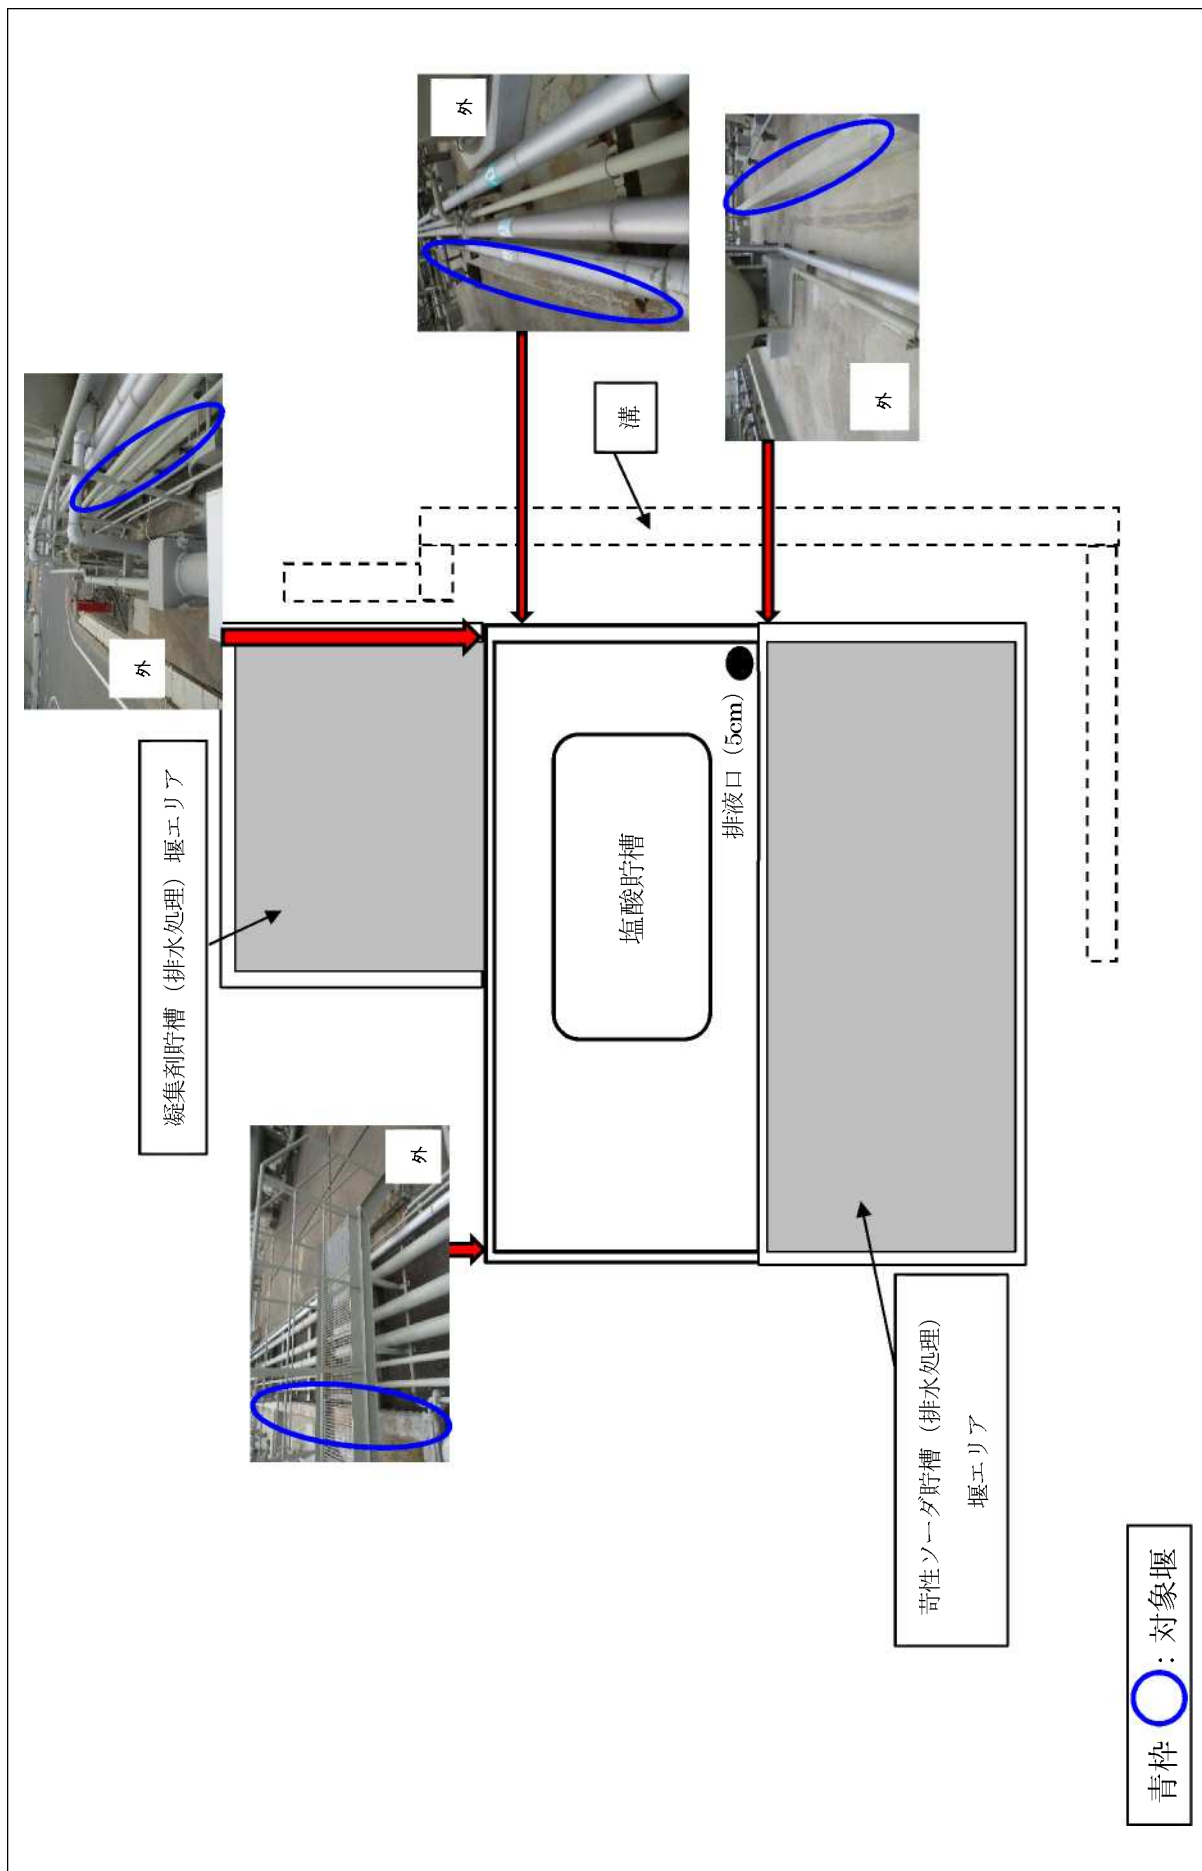 外
外
外
溝
凝集剤貯槽（排水処理）堰エリア
塩酸貯槽
排液口（5cm）
外
苛性ソーダ貯槽（排水処理）
堰エリア
青枠　：対象堰